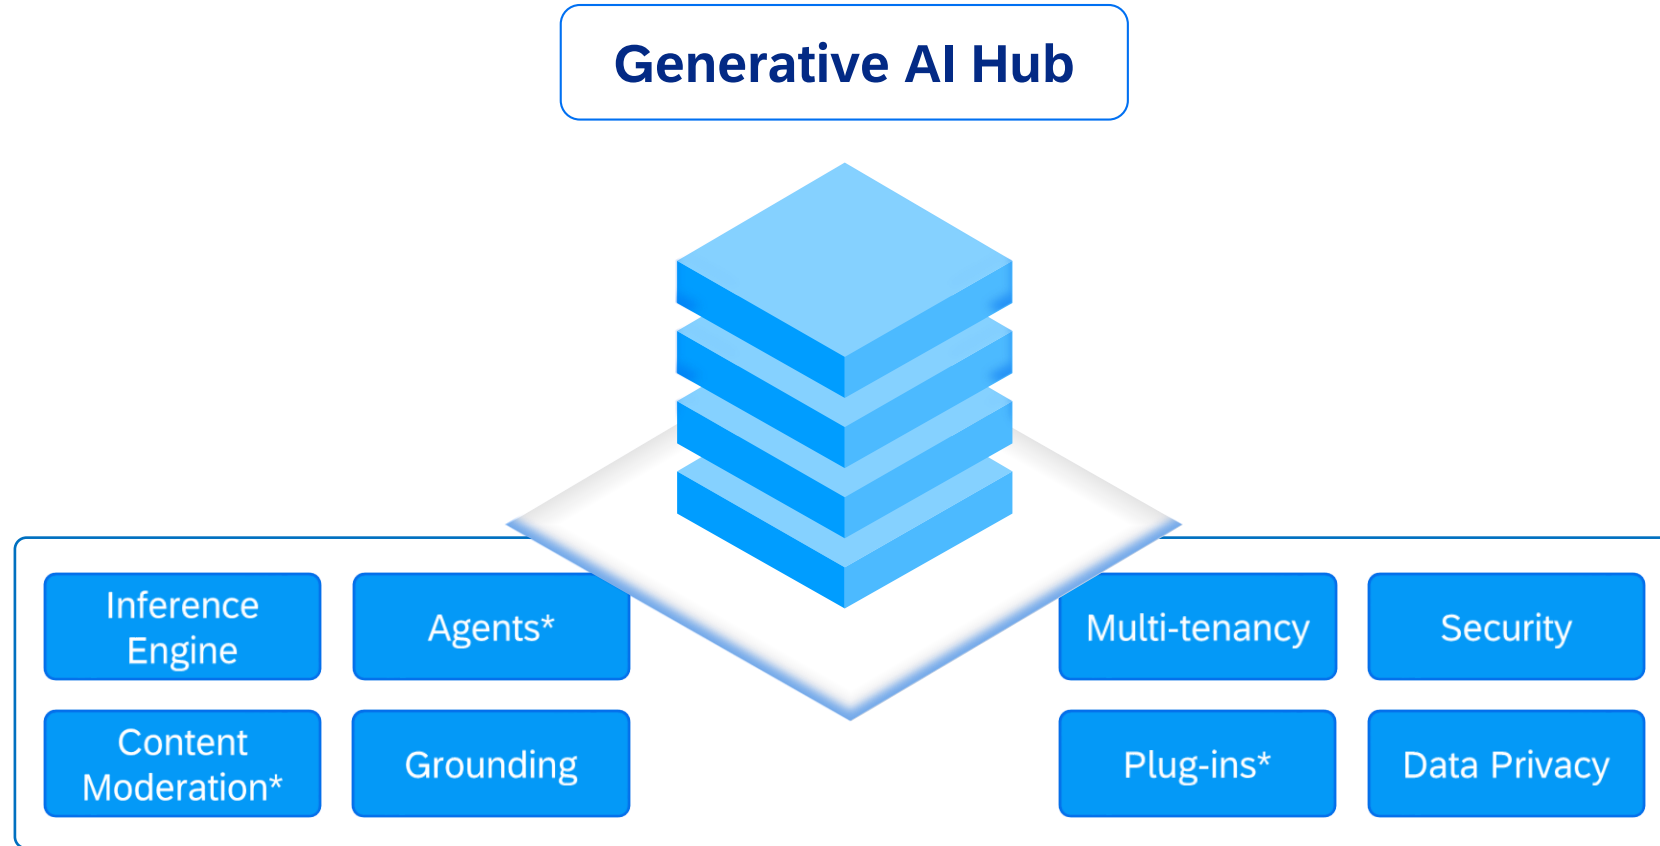 Generative AI Hub
Inference
Engine
Agents*
Multi-tenancy
Security
Content
Moderation*
Grounding
Plug-ins*
Data Privacy